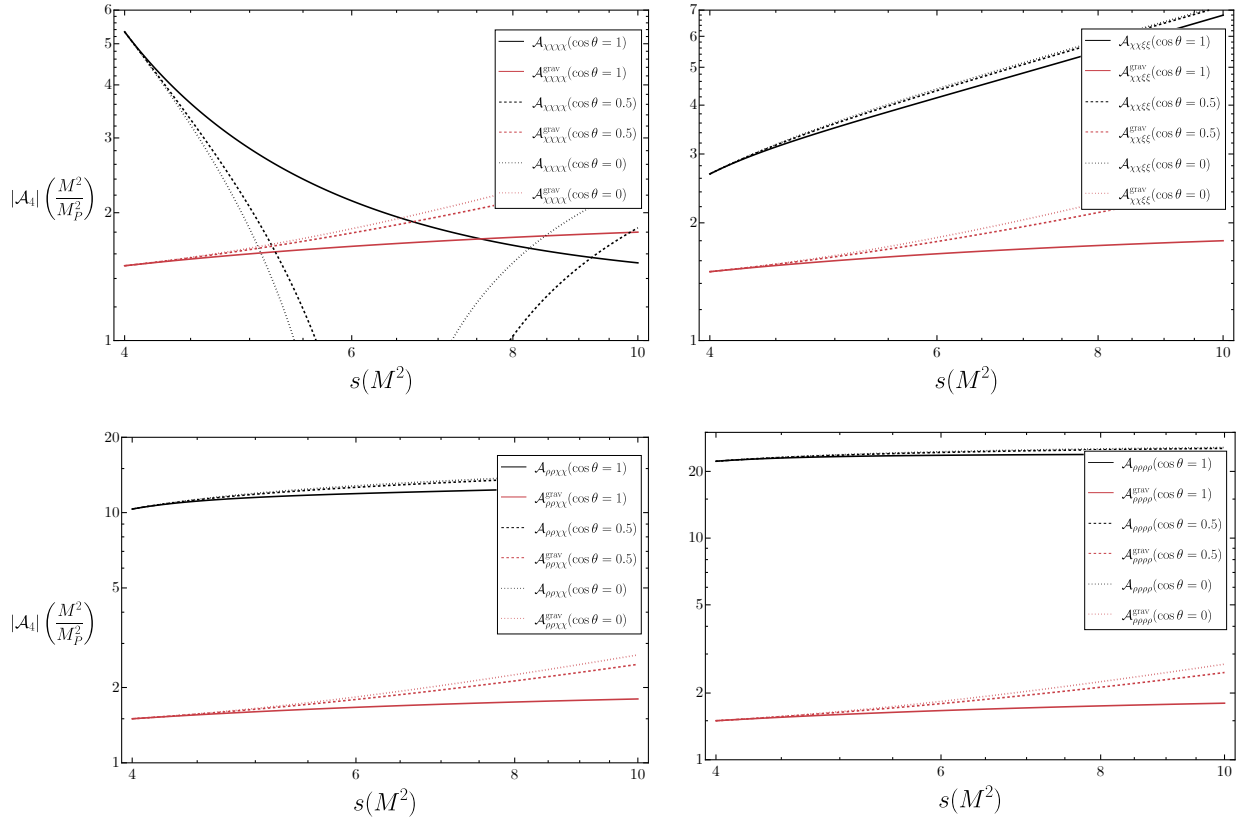 6
5
4
3
2
1
4
6
8
10
s(M²)
|𝒜₄| (M²/M_P²)
𝒜_χχχχ(cos θ = 1)
𝒜^grav_χχχχ(cos θ = 1)
𝒜_χχχχ(cos θ = 0.5)
𝒜^grav_χχχχ(cos θ = 0.5)
𝒜_χχχχ(cos θ = 0)
𝒜^grav_χχχχ(cos θ = 0)
7
6
5
4
3
2
1
4
6
8
10
s(M²)
𝒜_χχξξ(cos θ = 1)
𝒜^grav_χχξξ(cos θ = 1)
𝒜_χχξξ(cos θ = 0.5)
𝒜^grav_χχξξ(cos θ = 0.5)
𝒜_χχξξ(cos θ = 0)
𝒜^grav_χχξξ(cos θ = 0)
20
10
5
2
1
4
6
8
10
s(M²)
|𝒜₄| (M²/M_P²)
𝒜_ρρχχ(cos θ = 1)
𝒜^grav_ρρχχ(cos θ = 1)
𝒜_ρρχχ(cos θ = 0.5)
𝒜^grav_ρρχχ(cos θ = 0.5)
𝒜_ρρχχ(cos θ = 0)
𝒜^grav_ρρχχ(cos θ = 0)
20
10
5
2
1
4
6
8
10
s(M²)
𝒜_ρρρρ(cos θ = 1)
𝒜^grav_ρρρρ(cos θ = 1)
𝒜_ρρρρ(cos θ = 0.5)
𝒜^grav_ρρρρ(cos θ = 0.5)
𝒜_ρρρρ(cos θ = 0)
𝒜^grav_ρρρρ(cos θ = 0)